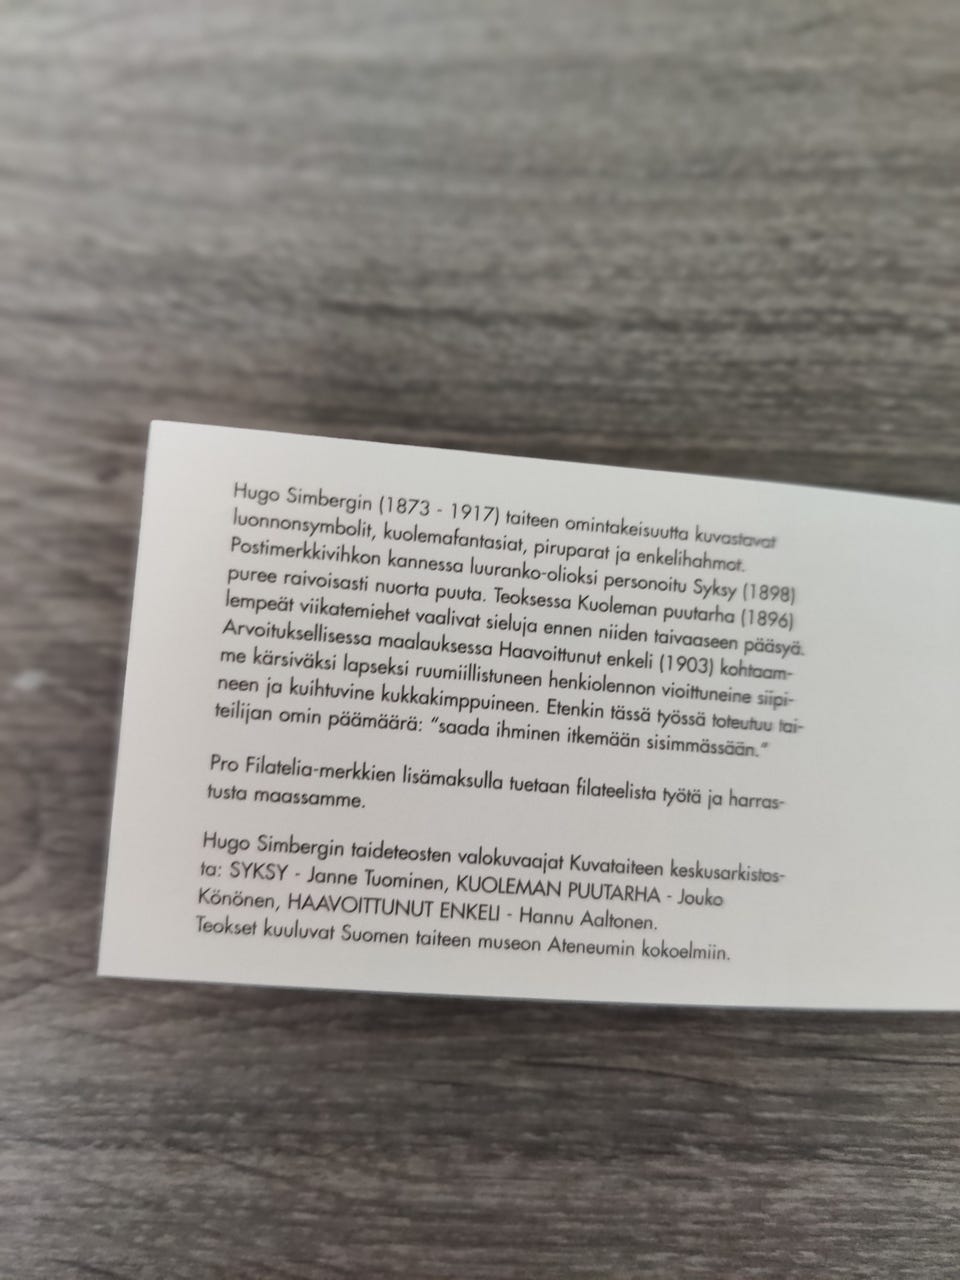 Hugo Simbergin (1873 - 1917) taiteen omintakeisuutta kuvastavat
luonnonsymbolit, kuolemafantasiat, piruparat ja enkelihahmot.
Postimerkkivihkon kannessa luuranko-olioksi personoitu Syksy (1898)
puree raivoisasti nuorta puuta. Teoksessa Kuoleman puutarha (1896)
lempeät viikatemiehet vaalivat sieluja ennen niiden taivaaseen pääsyä.
Arvoituksellisessa maalauksessa Haavoittunut enkeli (1903) kohtaam-
me kärsiväksi lapseksi ruumiillistuneen henkiolennon vioittuneine siipi-
neen ja kuihtuvine kukkakimppuineen. Etenkin tässä työssä toteutuu tai-
teilijan omin päämäärä: "saada ihminen itkemään sisimmässään."
Pro Filatelia-merkkien lisämaksulla tuetaan filateelista työtä ja harras-
tusta maassamme.
Hugo Simbergin taideteosten valokuvaajat Kuvataiteen keskusarkistos-
ta: SYKSY - Janne Tuominen, KUOLEMAN PUUTARHA - Jouko
Könönen, HAAVOITTUNUT ENKELI - Hannu Aaltonen.
Teokset kuuluvat Suomen taiteen museon Ateneumin kokoelmiin.